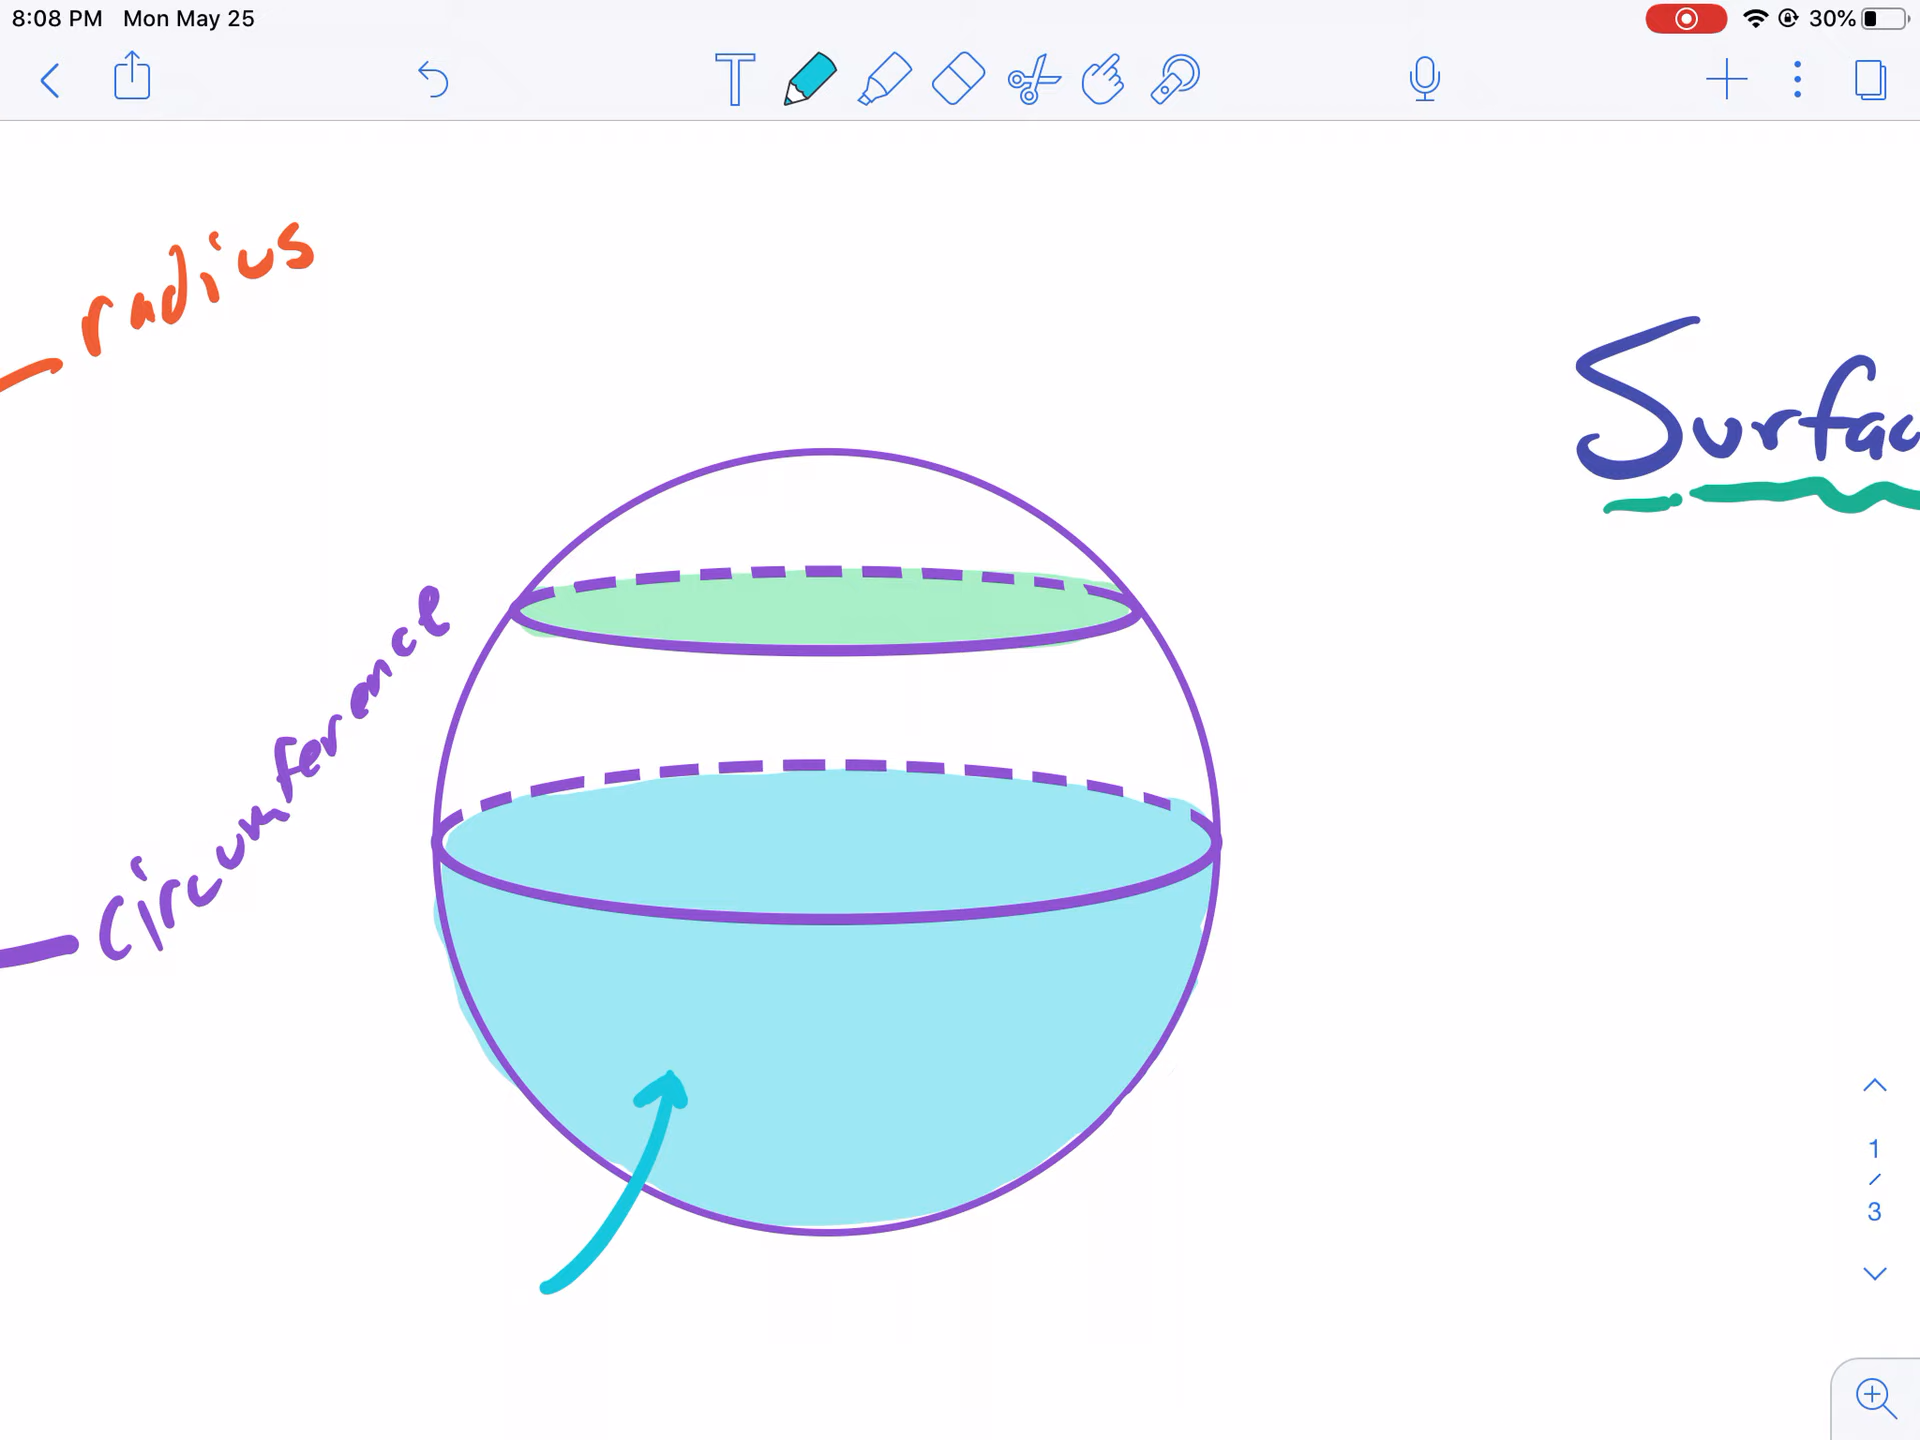 8:08 PM Mon May 25
30%
T
radius
Surfac
Circumference
1
/
3